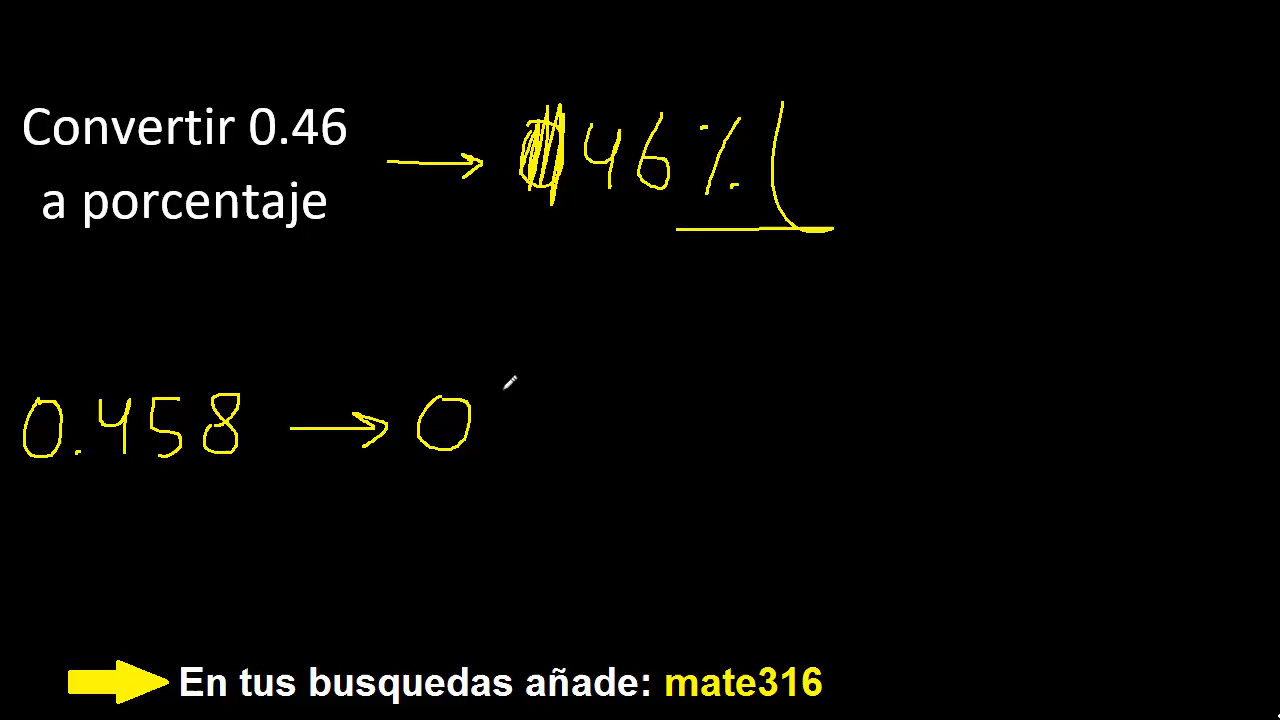 Convertir 0.46
a porcentaje
→ 46%
0.458 → 0
En tus busquedas añade: mate316